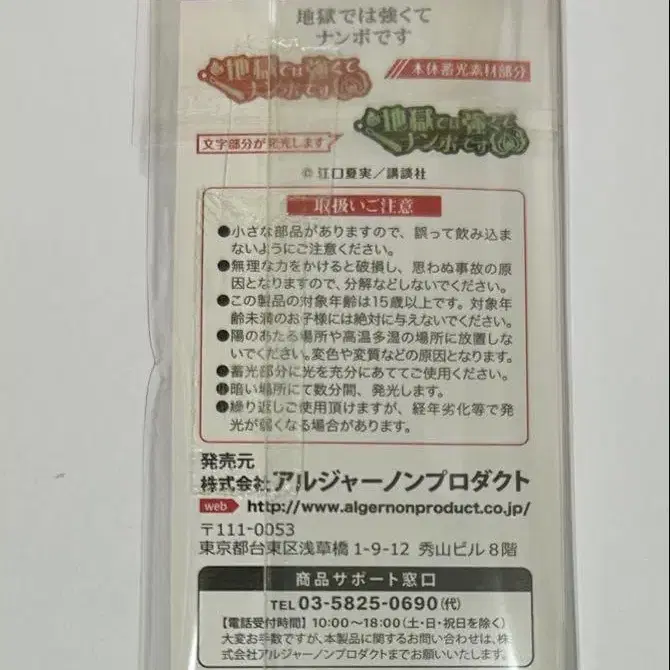 地獄では強くて
ナンボです
地獄では強くて
ナンボです
本体蓄光素材部分
地獄では強くて
ナンボです
文字部分が発光します
© 江口夏実／講談社
取扱いご注意
●小さな部品がありますので、誤って飲み込ま
ないようにご注意ください。
●無理な力をかけると破損し、思わぬ事故の原
因となりますので、分解などしないでください。
●この製品の対象年齢は15歳以上です。対象年
齢未満のお子様には絶対に与えないでください。
●陽のあたる場所や高温多湿の場所に放置しな
いでください。変色や変質などの原因となります。
●蓄光部分に光を充分にあててご使用ください。
●暗い場所にて数分間、発光します。
●繰り返しご使用頂けますが、経年劣化等で発
光が弱くなる場合があります。
発売元
株式会社アルジャーノンプロダクト
web http://www.algernonproduct.co.jp/
〒111-0053
東京都台東区浅草橋1-9-12 秀山ビル8階
商品サポート窓口
TEL 03-5825-0690(代)
【電話受付時間】10:00〜18:00(土・日・祝日を除く)
大変お手数ですが、本製品に関するお問い合わせは、株
式会社アルジャーノンプロダクトまでお願いいたします。